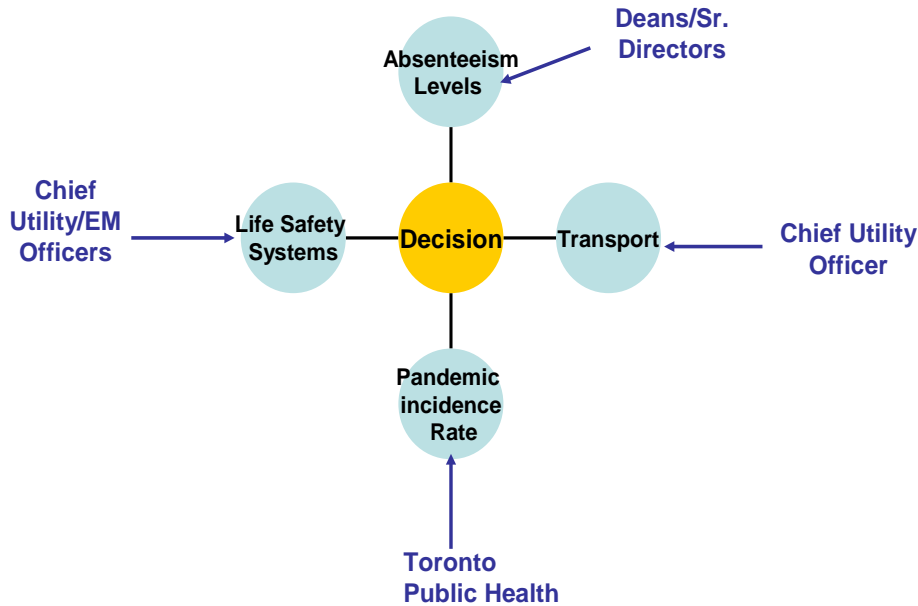 Deans/Sr.
Directors
Absenteeism
Levels
Chief
Utility/EM
Officers
Life Safety
Systems
Decision
Transport
Chief Utility
Officer
Pandemic
incidence
Rate
Toronto
Public Health